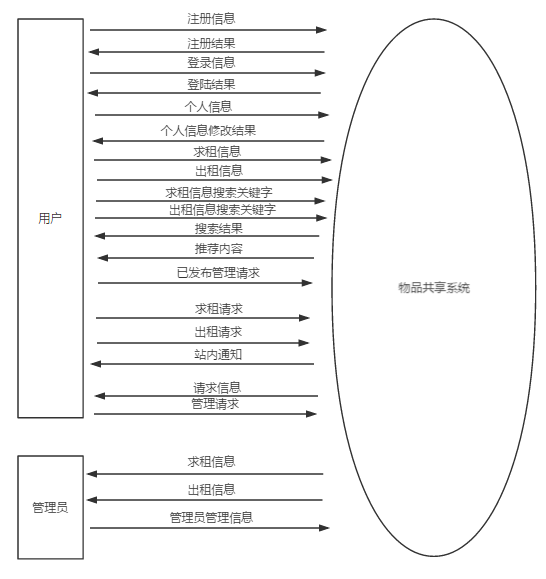 注册信息
注册结果
登录信息
登陆结果
个人信息
个人信息修改结果
求租信息
出租信息
求租信息搜索关键字
出租信息搜索关键字
搜索结果
推荐内容
已发布管理请求
求租请求
出租请求
站内通知
请求信息
管理请求
用户
物品共享系统
求租信息
出租信息
管理员管理信息
管理员